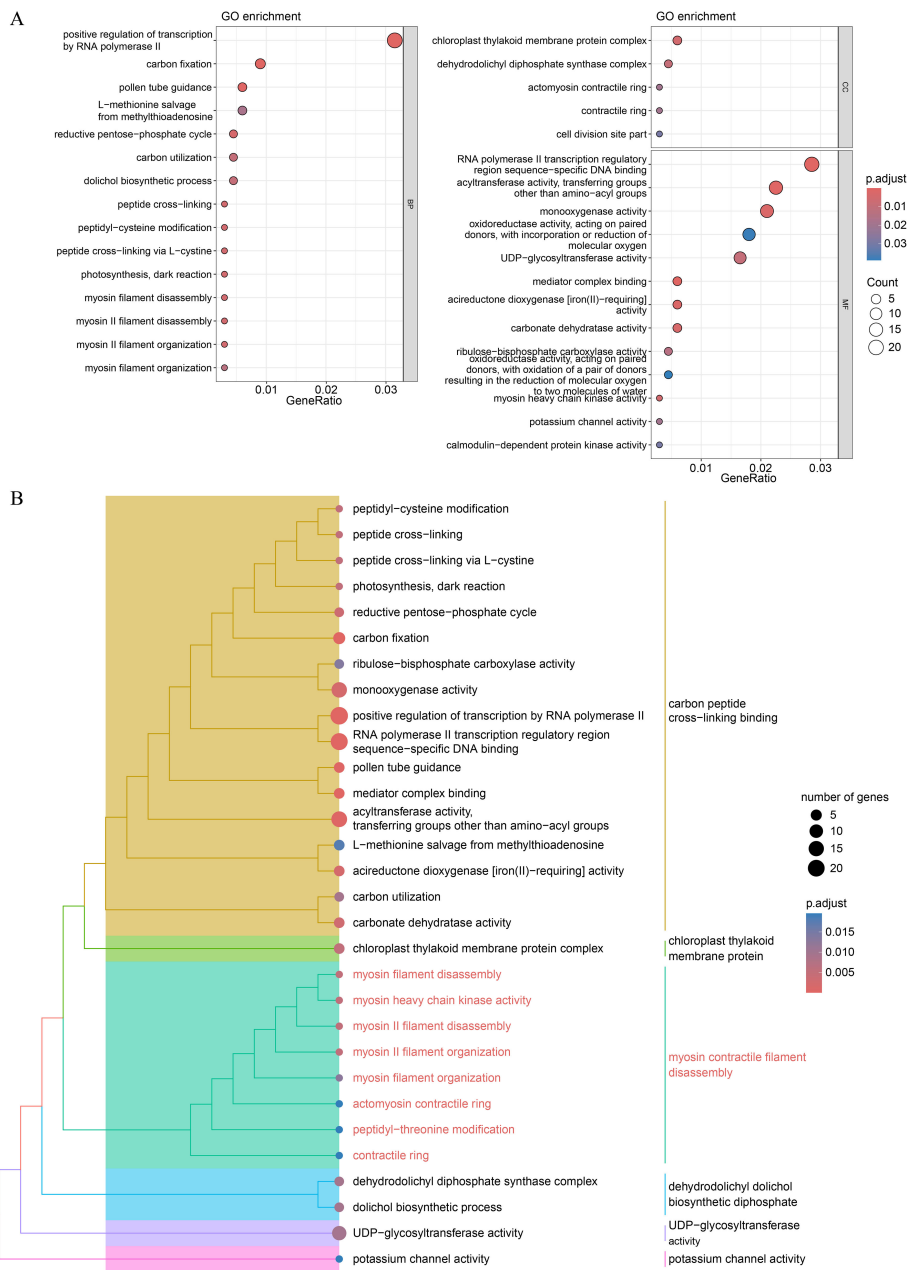 A
GO enrichment
positive regulation of transcription
by RNA polymerase II
carbon fixation
pollen tube guidance
L−methionine salvage
from methylthioadenosine
reductive pentose−phosphate cycle
carbon utilization
dolichol biosynthetic process
peptide cross−linking
peptidyl−cysteine modification
peptide cross−linking via L−cystine
photosynthesis, dark reaction
myosin filament disassembly
myosin II filament disassembly
myosin II filament organization
myosin filament organization
BP
0.01
0.02
0.03
GeneRatio
GO enrichment
chloroplast thylakoid membrane protein complex
dehydrodolichyl diphosphate synthase complex
actomyosin contractile ring
contractile ring
cell division site part
CC
RNA polymerase II transcription regulatory
region sequence−specific DNA binding
acyltransferase activity, transferring groups
other than amino−acyl groups
monooxygenase activity
oxidoreductase activity, acting on paired
donors, with incorporation or reduction of
molecular oxygen
UDP−glycosyltransferase activity
mediator complex binding
acireductone dioxygenase [iron(II)−requiring]
activity
carbonate dehydratase activity
ribulose−bisphosphate carboxylase activity
oxidoreductase activity, acting on paired
donors, with oxidation of a pair of donors
resulting in the reduction of molecular oxygen
to two molecules of water
myosin heavy chain kinase activity
potassium channel activity
calmodulin−dependent protein kinase activity
MF
0.01
0.02
0.03
GeneRatio
p.adjust
0.01
0.02
0.03
Count
5
10
15
20
B
peptidyl−cysteine modification
peptide cross−linking
peptide cross−linking via L−cystine
photosynthesis, dark reaction
reductive pentose−phosphate cycle
carbon fixation
ribulose−bisphosphate carboxylase activity
monooxygenase activity
positive regulation of transcription by RNA polymerase II
RNA polymerase II transcription regulatory region
sequence−specific DNA binding
pollen tube guidance
mediator complex binding
acyltransferase activity,
transferring groups other than amino−acyl groups
L−methionine salvage from methylthioadenosine
acireductone dioxygenase [iron(II)−requiring] activity
carbon utilization
carbonate dehydratase activity
chloroplast thylakoid membrane protein complex
myosin filament disassembly
myosin heavy chain kinase activity
myosin II filament disassembly
myosin II filament organization
myosin filament organization
actomyosin contractile ring
peptidyl−threonine modification
contractile ring
dehydrodolichyl diphosphate synthase complex
dolichol biosynthetic process
UDP−glycosyltransferase activity
potassium channel activity
carbon peptide
cross−linking binding
chloroplast thylakoid
membrane protein
myosin contractile filament
disassembly
dehydrodolichyl dolichol
biosynthetic diphosphate
UDP−glycosyltransferase
activity
potassium channel activity
number of genes
5
10
15
20
p.adjust
0.015
0.010
0.005